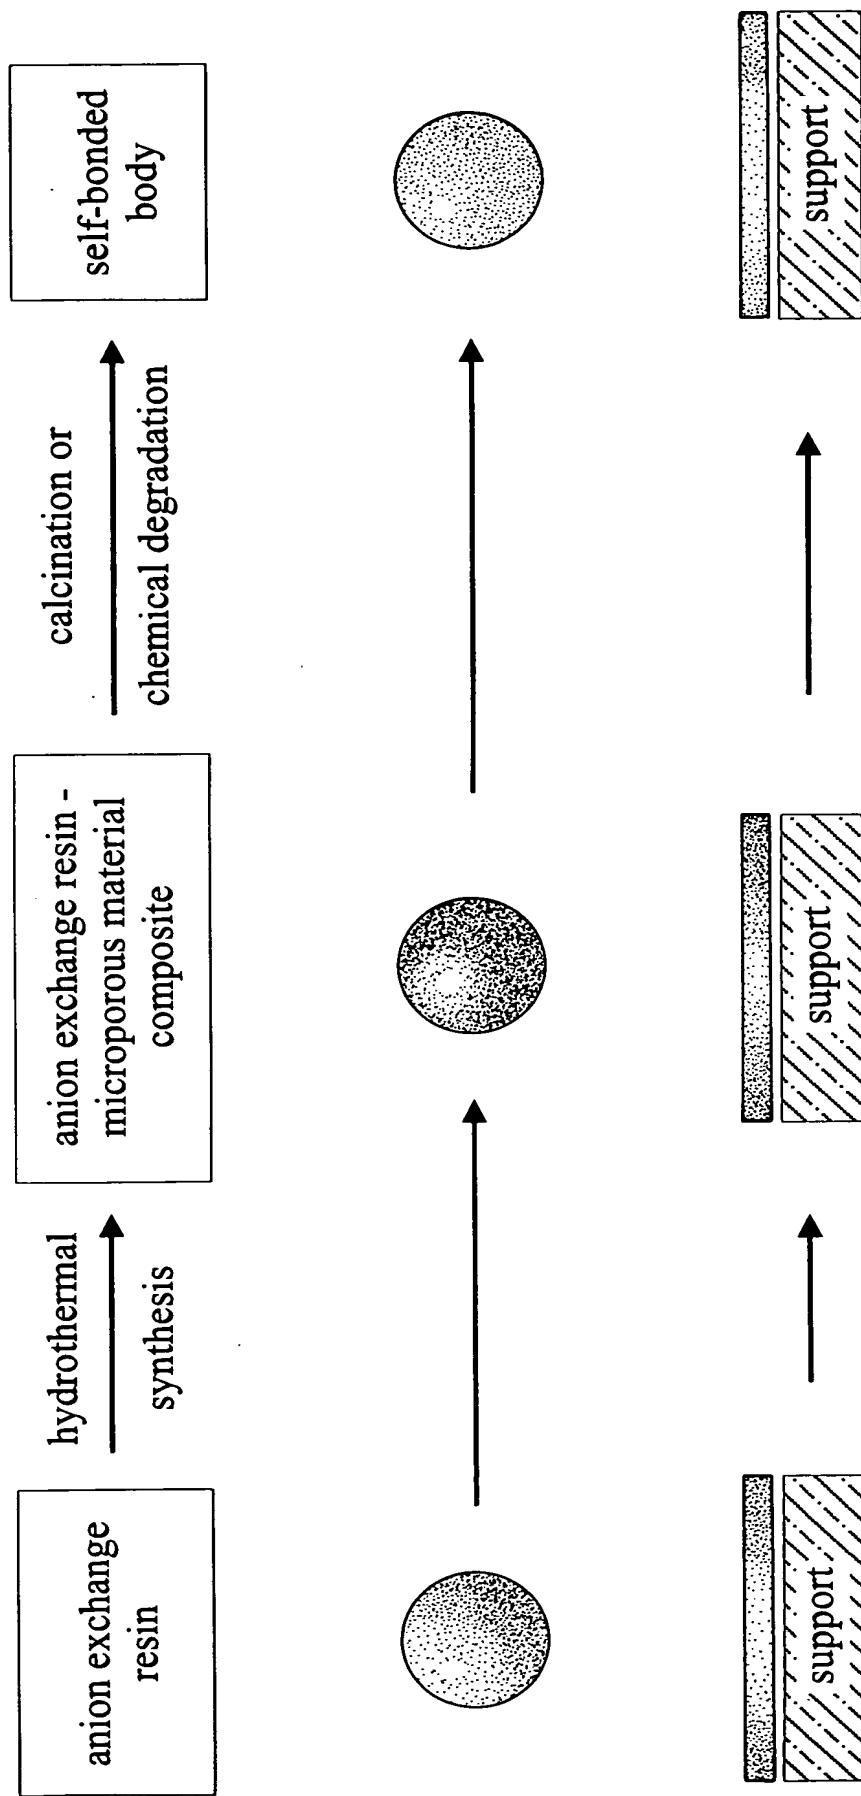 anion exchange
resin
hydrothermal
synthesis
anion exchange resin -
microporous material
composite
calcination or
chemical degradation
self-bonded
body
support
support
support